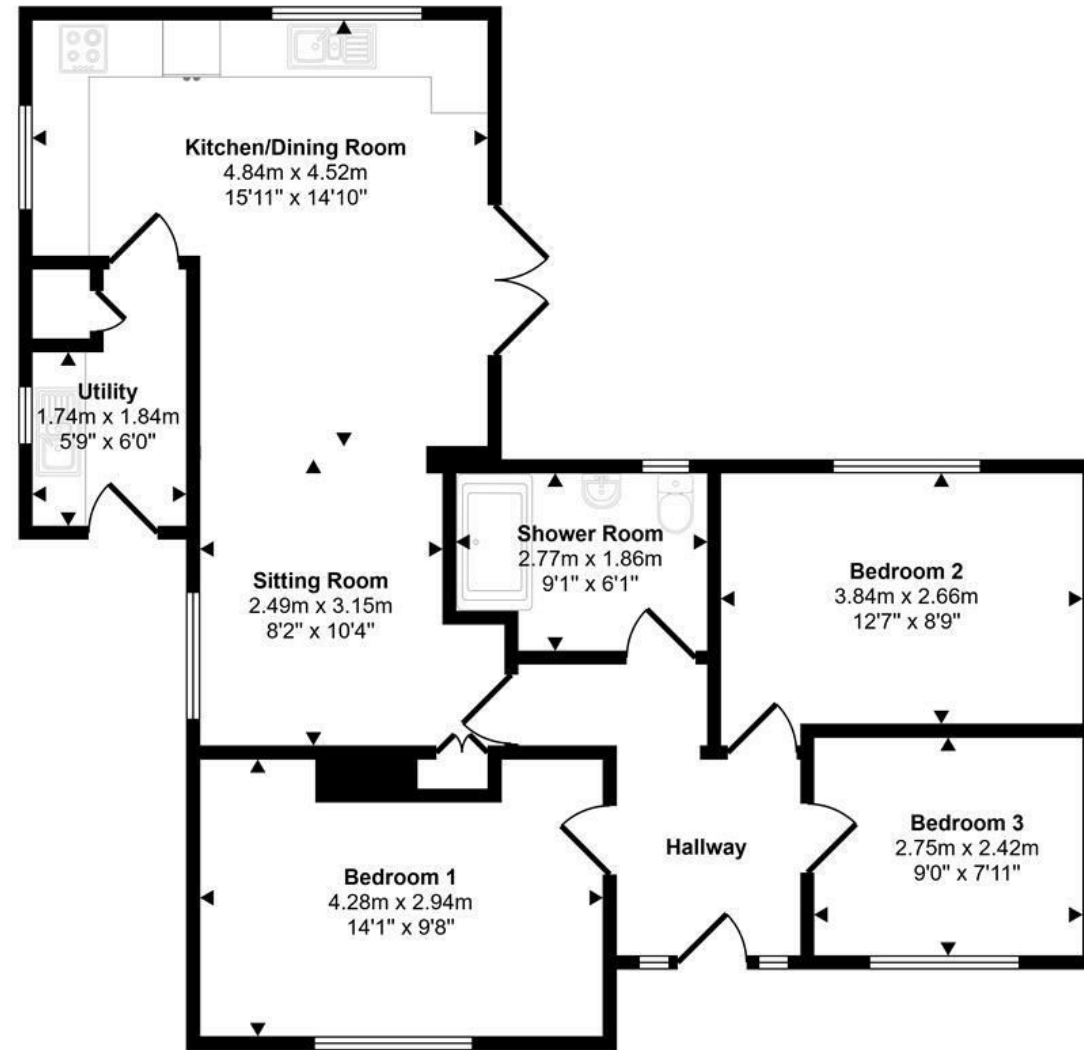 Kitchen/Dining Room
4.84m x 4.52m
15'11" x 14'10"
Utility
1.74m x 1.84m
5'9" x 6'0"
Shower Room
2.77m x 1.86m
9'1" x 6'1"
Sitting Room
2.49m x 3.15m
8'2" x 10'4"
Bedroom 2
3.84m x 2.66m
12'7" x 8'9"
Bedroom 3
2.75m x 2.42m
9'0" x 7'11"
Hallway
Bedroom 1
4.28m x 2.94m
14'1" x 9'8"